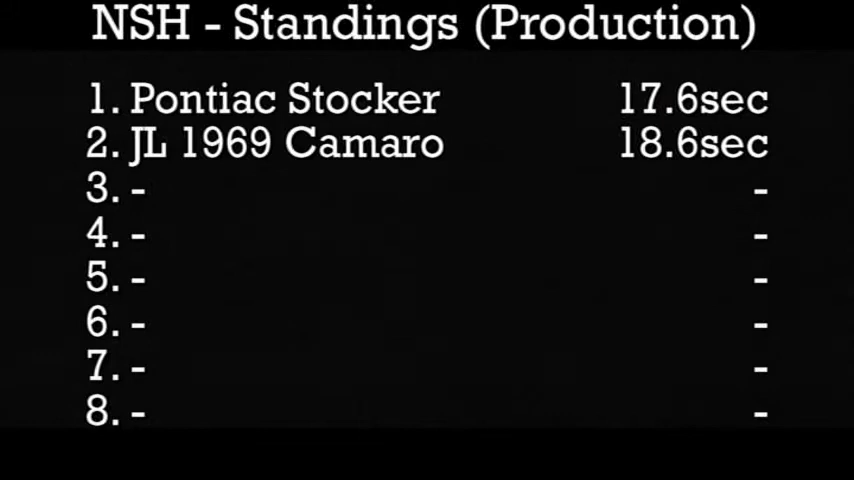 NSH - Standings (Production)
1. Pontiac Stocker 17.6sec
2. JL 1969 Camaro 18.6sec
3. - -
4. - -
5. - -
6. - -
7. - -
8. - -